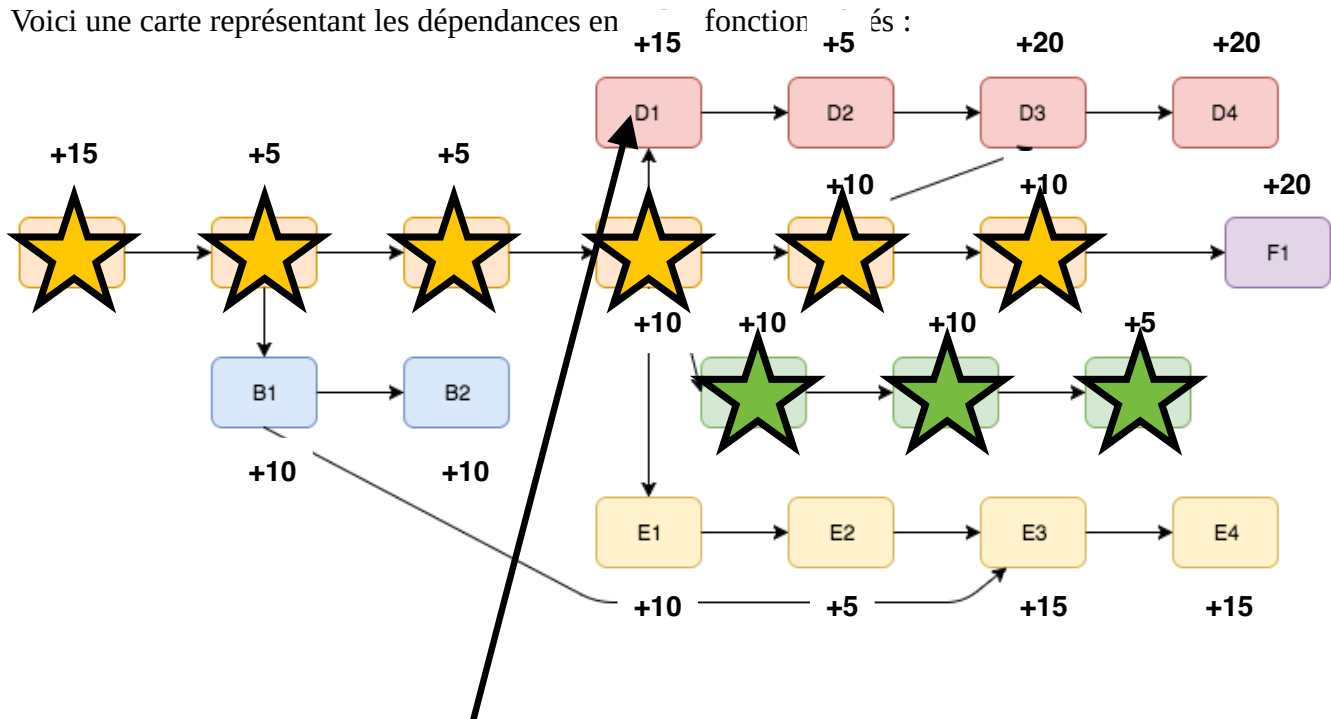 Voici une carte représentant les dépendances en fonction és :
+15 +5 +20 +20
D1 D2 D3 D4
+15 +5 +5
+10 +10 +20
F1
+10 +10 +10 +5
B1 B2
+10 +10
E1 E2 E3 E4
+10 +5 +15 +15